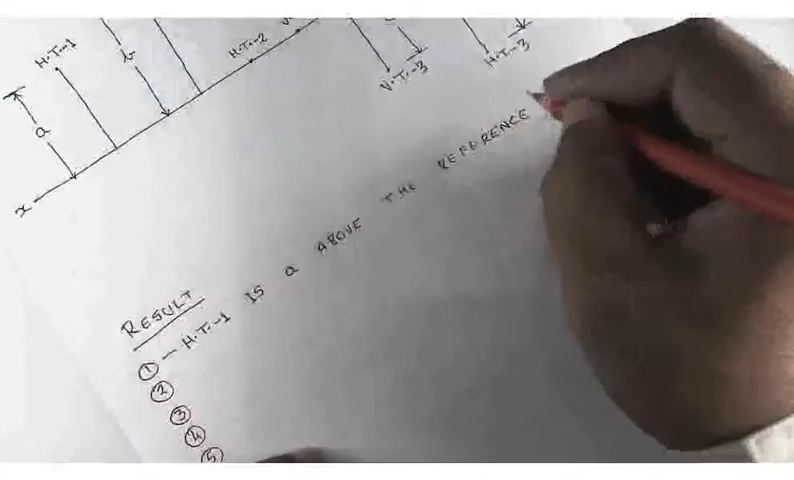 H.T.-1
a
b
H.T.-2
V.T.-3
H.T.-3
x
RESULT
① — H.T.-1 IS a ABOVE THE REFERENCE
②
③
④
⑤